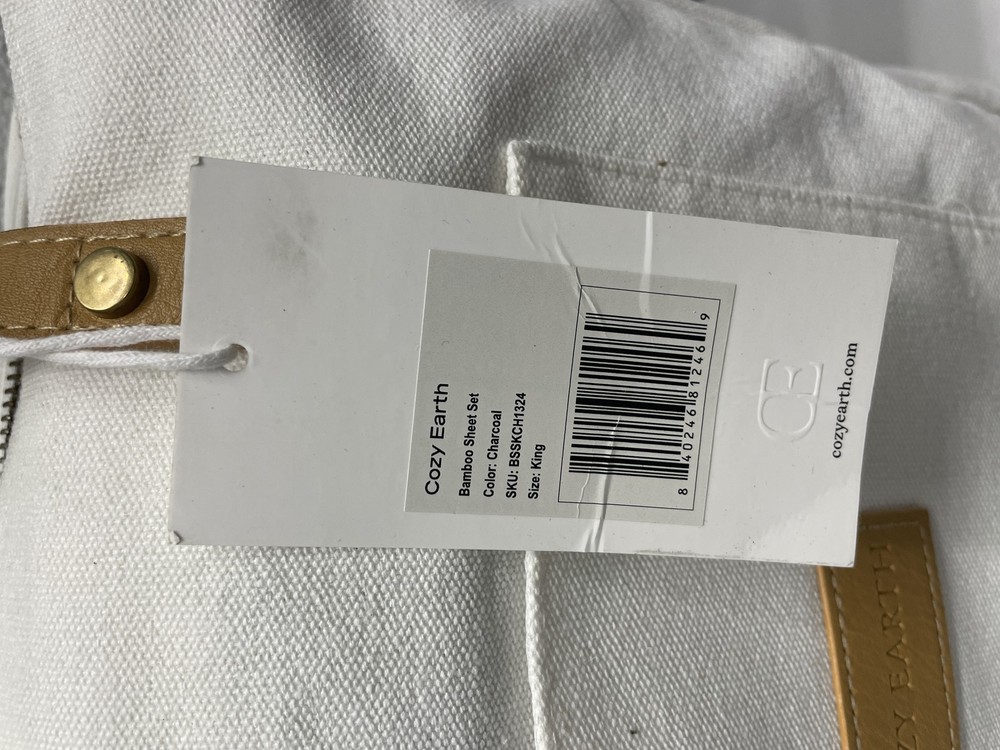 Cozy Earth
Bamboo Sheet Set
Color: Charcoal
SKU: BSSKCH1324
Size: King
8 40246 81246 9
CE
cozyearth.com
ZY EARTH